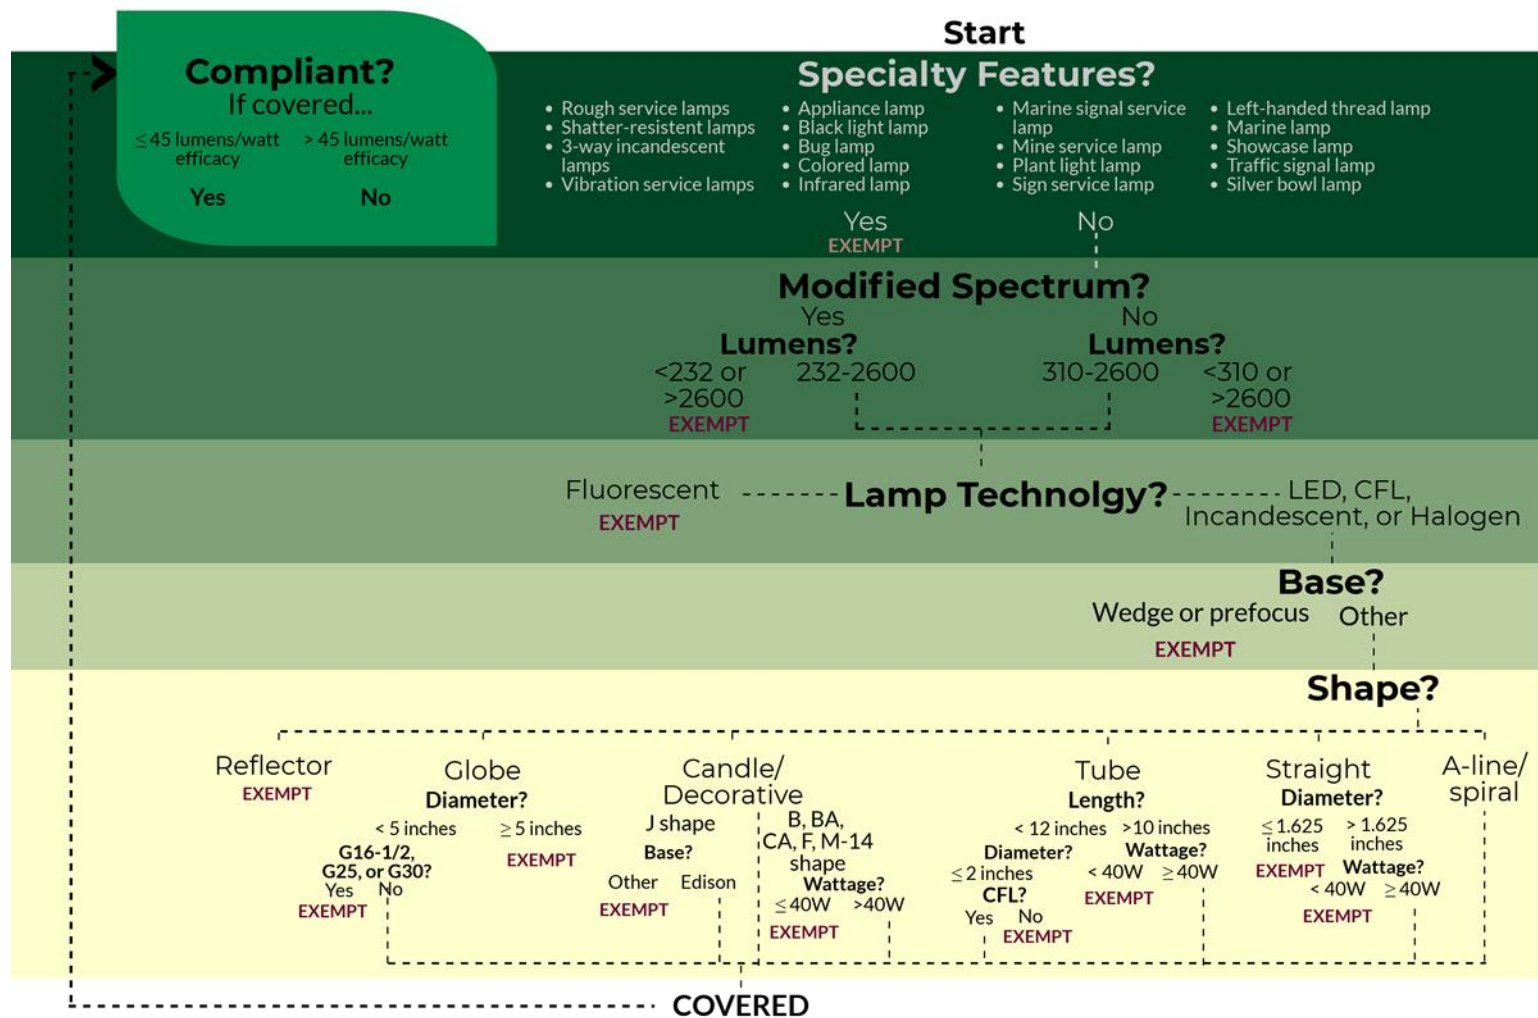 Start
Compliant?
If covered...
≤ 45 lumens/watt
efficacy
Yes
> 45 lumens/watt
efficacy
No
Specialty Features?
• Rough service lamps
• Shatter-resistent lamps
• 3-way incandescent
lamps
• Vibration service lamps
• Appliance lamp
• Black light lamp
• Bug lamp
• Colored lamp
• Infrared lamp
• Marine signal service
lamp
• Mine service lamp
• Plant light lamp
• Sign service lamp
• Left-handed thread lamp
• Marine lamp
• Showcase lamp
• Traffic signal lamp
• Silver bowl lamp
Yes
EXEMPT
No
Modified Spectrum?
Yes
Lumens?
<232 or
>2600
EXEMPT
232-2600
No
Lumens?
310-2600
<310 or
>2600
EXEMPT
Lamp Technolgy?
Fluorescent
EXEMPT
LED, CFL,
Incandescent, or Halogen
Base?
Wedge or prefocus
EXEMPT
Other
Shape?
Reflector
EXEMPT
Globe
Diameter?
< 5 inches
G16-1/2,
G25, or G30?
Yes
EXEMPT
No
≥ 5 inches
EXEMPT
Candle/
Decorative
J shape
Base?
Other
EXEMPT
Edison
B, BA,
CA, F, M-14
shape
Wattage?
≤ 40W
EXEMPT
>40W
Tube
Length?
< 12 inches
Diameter?
≤ 2 inches
CFL?
Yes
No
EXEMPT
>10 inches
Wattage?
< 40W
EXEMPT
≥ 40W
Straight
Diameter?
≤ 1.625
inches
EXEMPT
> 1.625
inches
Wattage?
< 40W
EXEMPT
≥ 40W
A-line/
spiral
COVERED